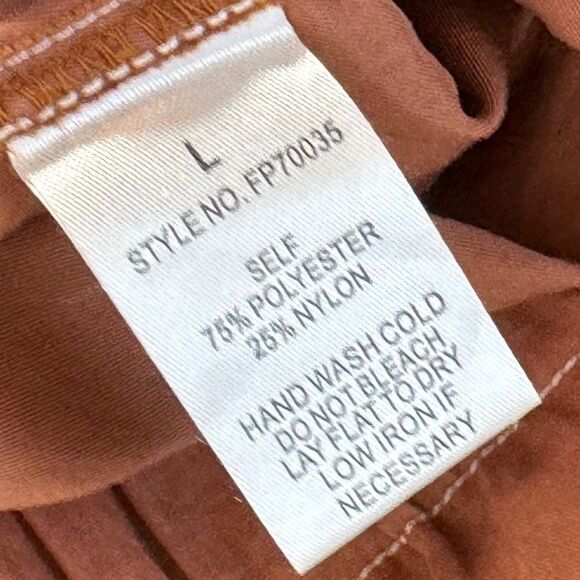 L
STYLE NO. FP70035
SELF
75% POLYESTER
25% NYLON
HAND WASH COLD
DO NOT BLEACH
LAY FLAT TO DRY
LOW IRON IF
NECESSARY